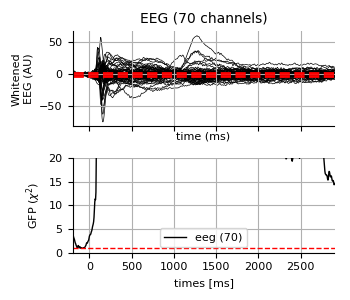 EEG (70 channels)
Whitened
EEG (AU)
50
0
−50
time (ms)
GFP (χ²)
20
15
10
5
0
eeg (70)
0 500 1000 1500 2000 2500
times [ms]